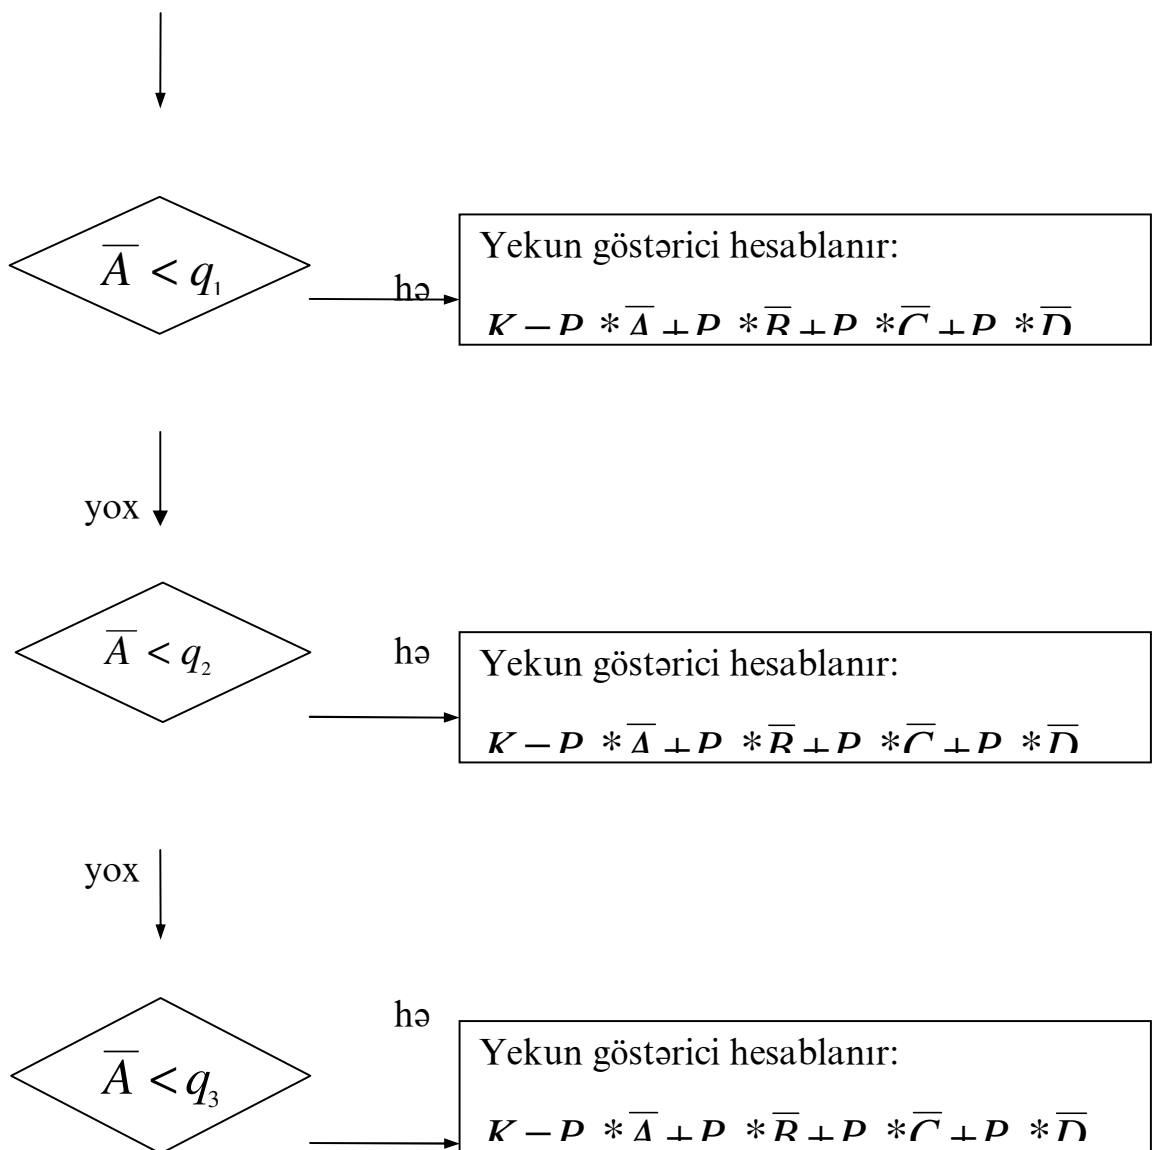 A̅ < q₁
hə
Yekun göstərici hesablanır:
K = P * A̅ + P * B̅ + P * C̅ + P * D̅
yox
A̅ < q₂
hə
Yekun göstərici hesablanır:
K = P * A̅ + P * B̅ + P * C̅ + P * D̅
yox
hə
A̅ < q₃
Yekun göstərici hesablanır:
K = P * A̅ + P * B̅ + P * C̅ + P * D̅